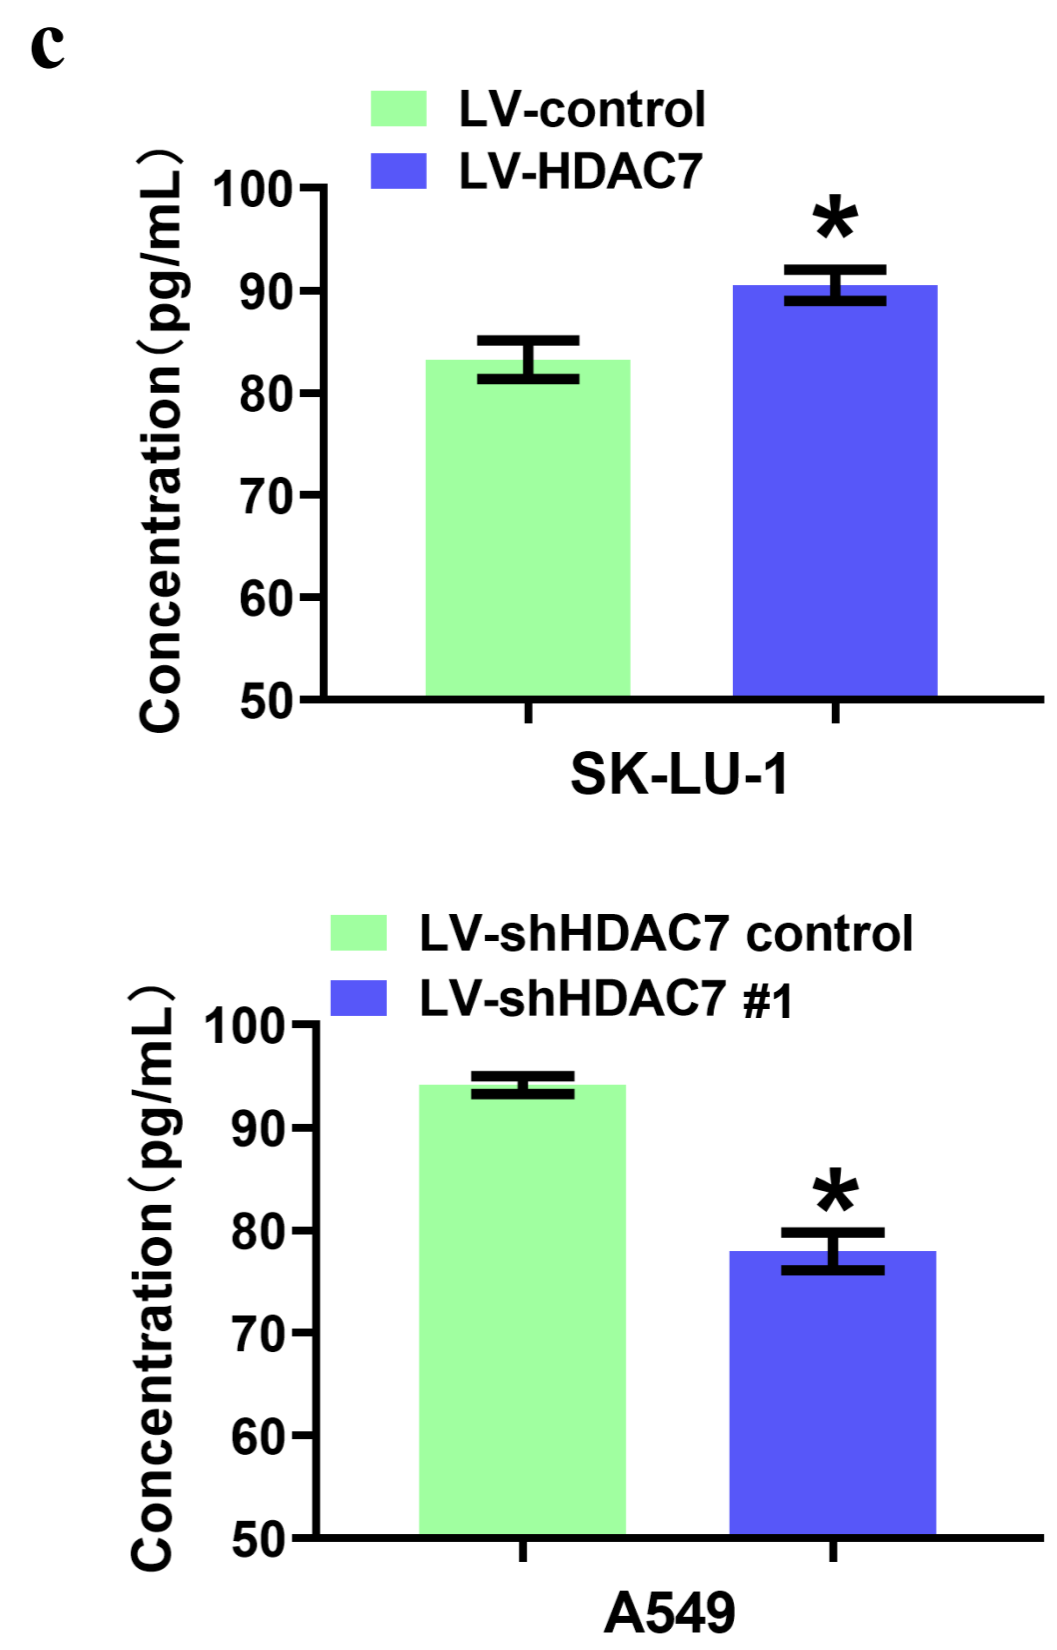 c
LV-control
LV-HDAC7
Concentration (pg/mL)
100
90
80
70
60
50
*
SK-LU-1
LV-shHDAC7 control
LV-shHDAC7 #1
Concentration (pg/mL)
100
90
80
70
60
50
*
A549